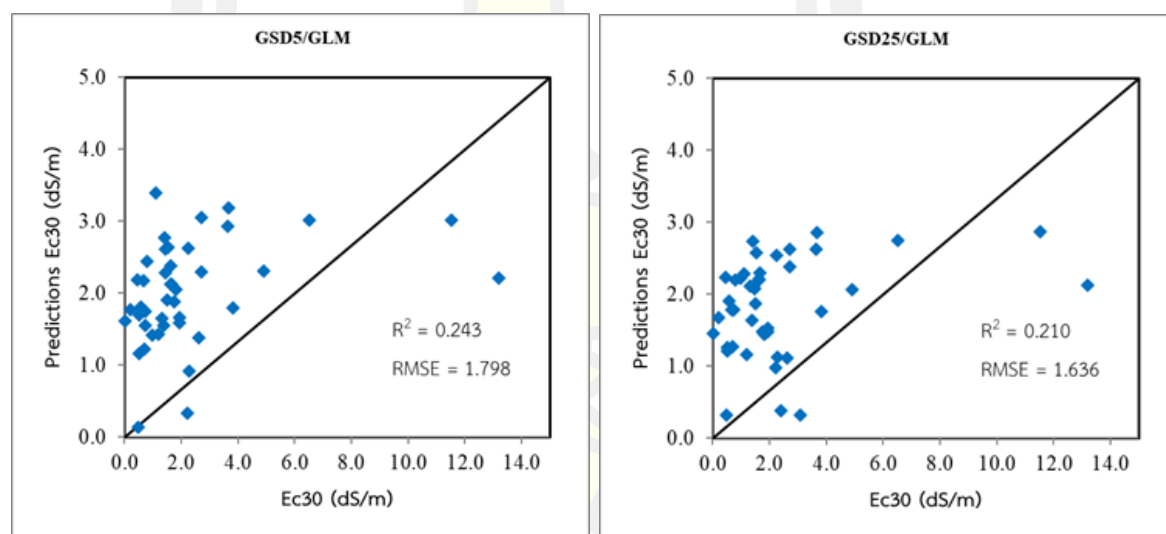 GSD5/GLM
5.0
4.0
3.0
2.0
1.0
0.0
Predictions Ec30 (dS/m)
R² = 0.243
RMSE = 1.798
0.0 2.0 4.0 6.0 8.0 10.0 12.0 14.0
Ec30 (dS/m)
GSD25/GLM
5.0
4.0
3.0
2.0
1.0
0.0
Predictions Ec30 (dS/m)
R² = 0.210
RMSE = 1.636
0.0 2.0 4.0 6.0 8.0 10.0 12.0 14.0
Ec30 (dS/m)